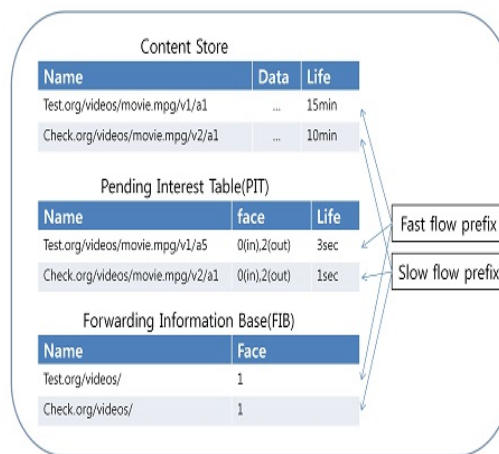 Content Store
Name Data Life
Test.org/videos/movie.mpg/v1/a1 ... 15min
Check.org/videos/movie.mpg/v2/a1 ... 10min
Pending Interest Table(PIT)
Name face Life
Test.org/videos/movie.mpg/v1/a5 0(in),2(out) 3sec
Check.org/videos/movie.mpg/v2/a1 0(in),2(out) 1sec
Fast flow prefix
Slow flow prefix
Forwarding Information Base(FIB)
Name Face
Test.org/videos/ 1
Check.org/videos/ 1